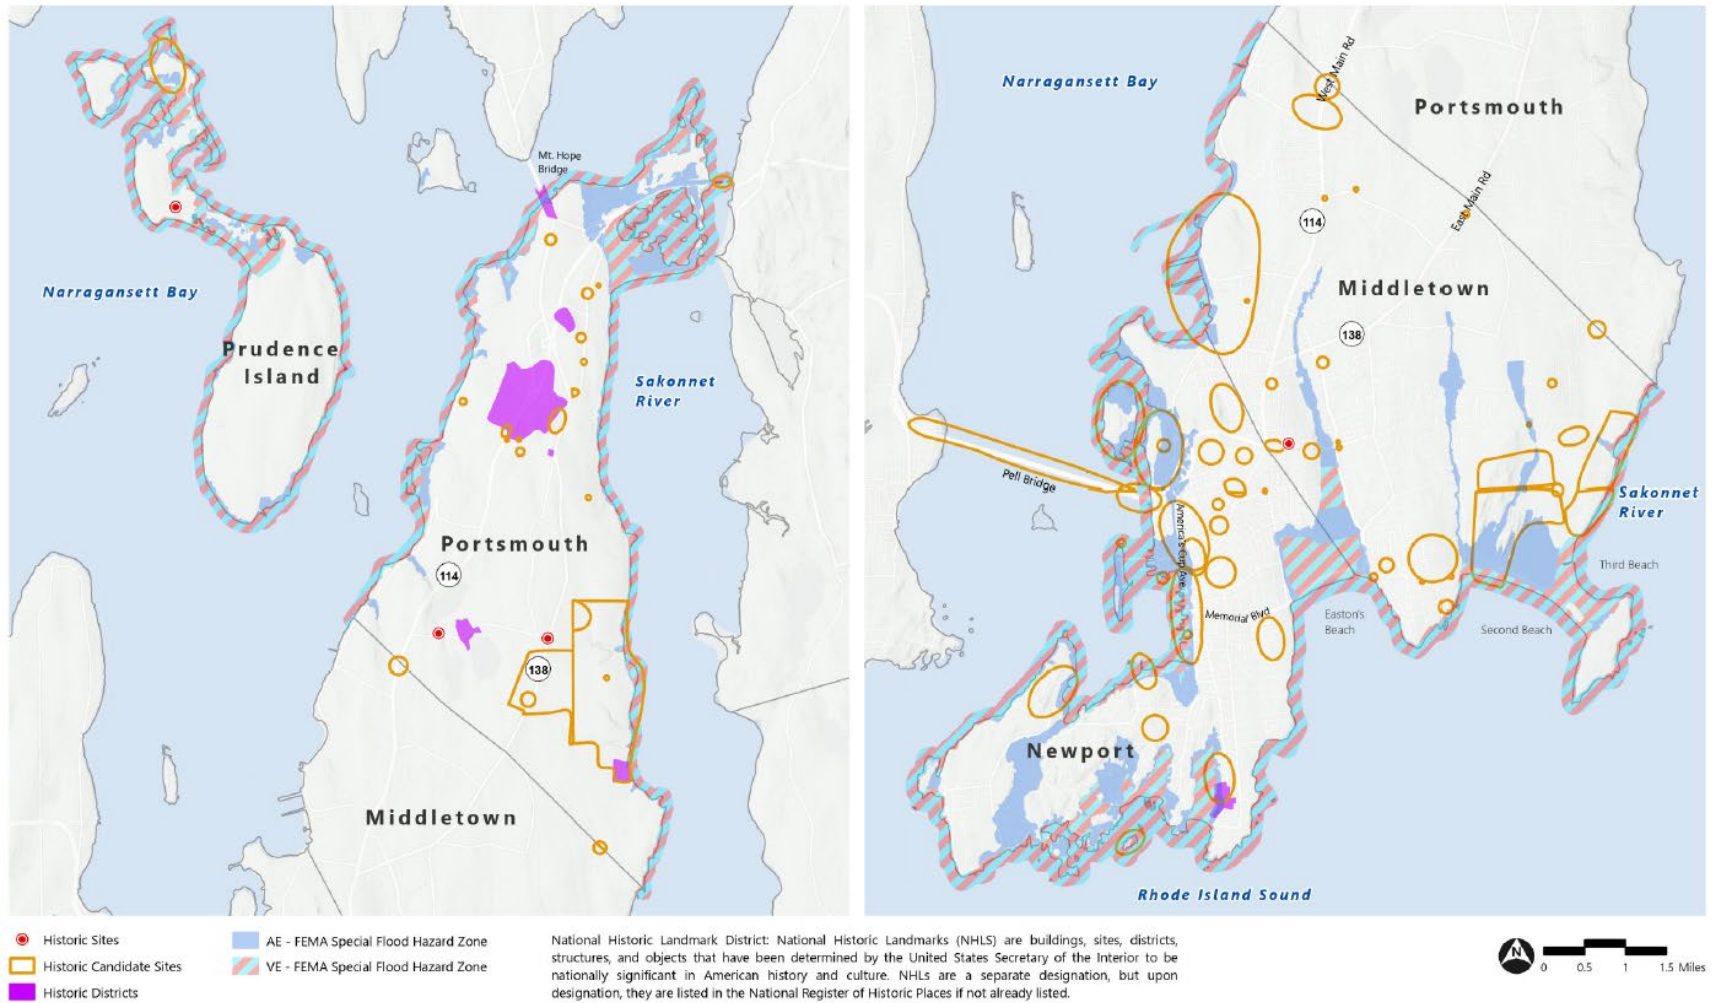 Mt. Hope
Bridge
Narragansett Bay
Prudence
Island
Sakonnet
River
Portsmouth
114
138
Middletown
Narragansett Bay
West Main Rd
Portsmouth
East Main Rd
114
Middletown
138
Pell Bridge
America's Cup Ave
Sakonnet
River
Third Beach
Memorial Blvd
Easton's
Beach
Second Beach
Newport
Rhode Island Sound
Historic Sites
Historic Candidate Sites
Historic Districts
AE - FEMA Special Flood Hazard Zone
VE - FEMA Special Flood Hazard Zone
National Historic Landmark District: National Historic Landmarks (NHLS) are buildings, sites, districts,
structures, and objects that have been determined by the United States Secretary of the Interior to be
nationally significant in American history and culture. NHLs are a separate designation, but upon
designation, they are listed in the National Register of Historic Places if not already listed.
N
0 0.5 1 1.5 Miles